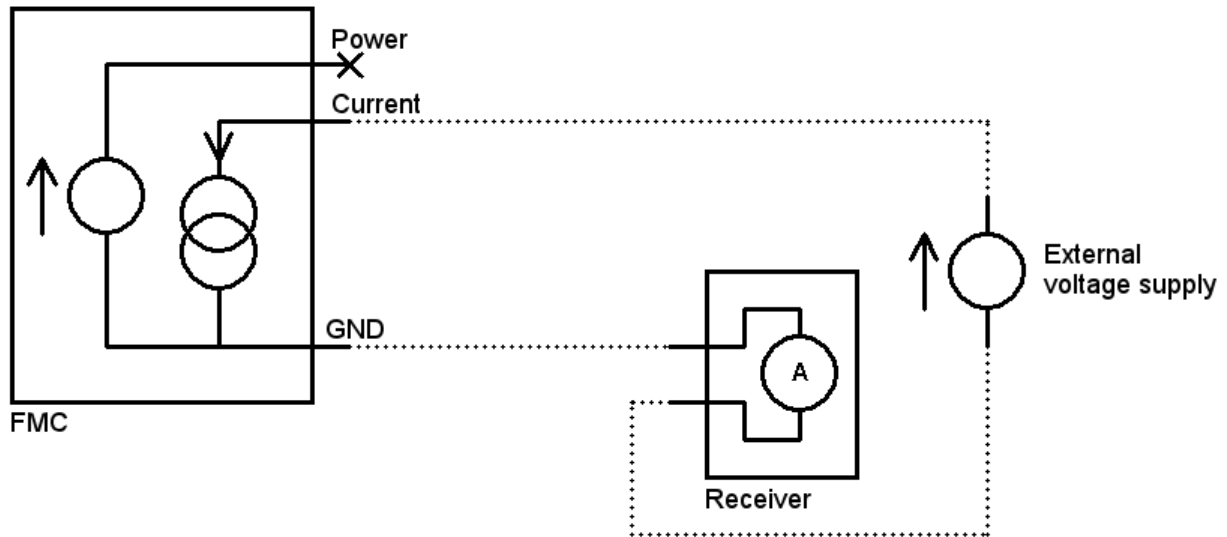 Power
Current
External
voltage supply
GND
A
FMC
Receiver